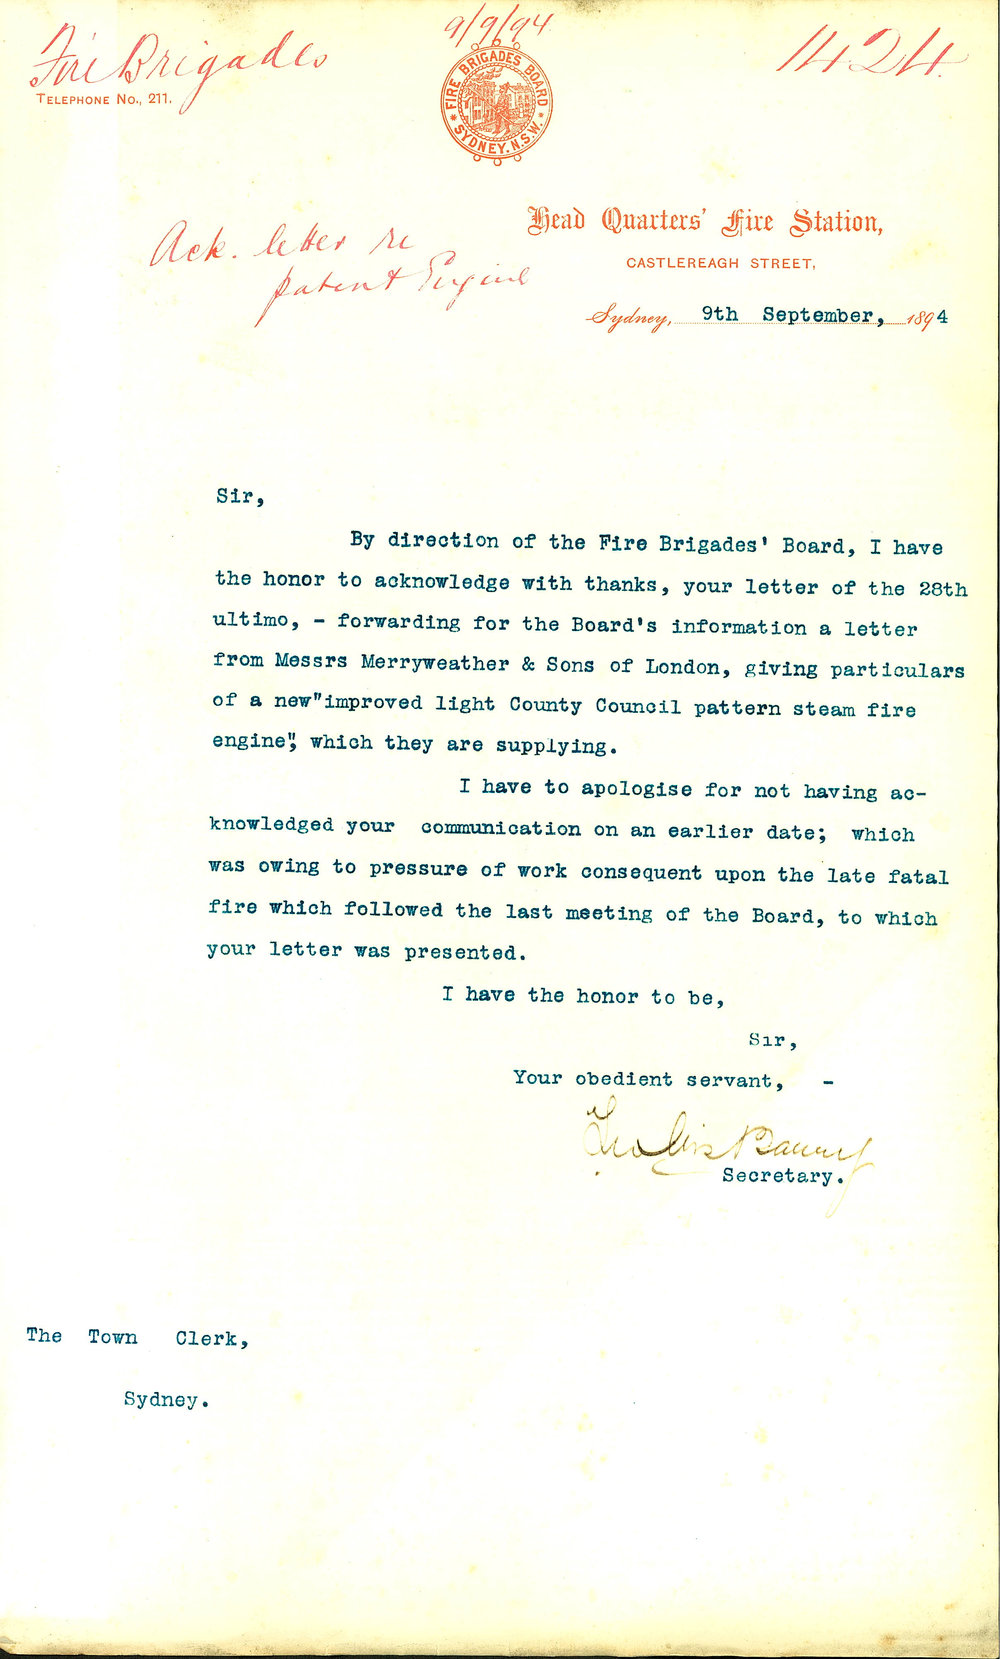 9/9/94
Fire Brigades
1424
TELEPHONE No., 211.
FIRE BRIGADES BOARD
SYDNEY. N.S.W.
Head Quarters' Fire Station,
CASTLEREAGH STREET,
Ack. letter re
patent Engine
Sydney, 9th September, 1894
Sir,
By direction of the Fire Brigades' Board, I have
the honor to acknowledge with thanks, your letter of the 28th
ultimo, - forwarding for the Board's information a letter
from Messrs Merryweather & Sons of London, giving particulars
of a new"improved light County Council pattern steam fire
engine", which they are supplying.
I have to apologise for not having ac-
knowledged your communication on an earlier date; which
was owing to pressure of work consequent upon the late fatal
fire which followed the last meeting of the Board, to which
your letter was presented.
I have the honor to be,
Sir,
Your obedient servant, -
Secretary.
The Town Clerk,
Sydney.